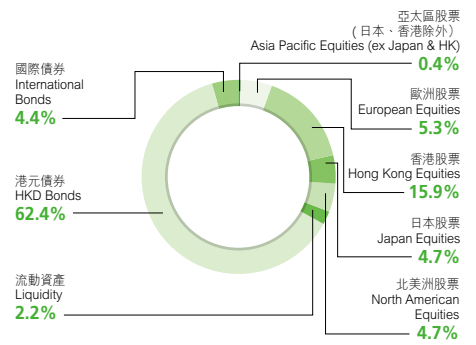 亞太區股票
(日本、香港除外)
Asia Pacific Equities (ex Japan & HK)
0.4%
國際債券
International
Bonds
4.4%
歐洲股票
European Equities
5.3%
香港股票
Hong Kong Equities
15.9%
港元債券
HKD Bonds
62.4%
日本股票
Japan Equities
4.7%
流動資產
Liquidity
2.2%
北美洲股票
North American
Equities
4.7%